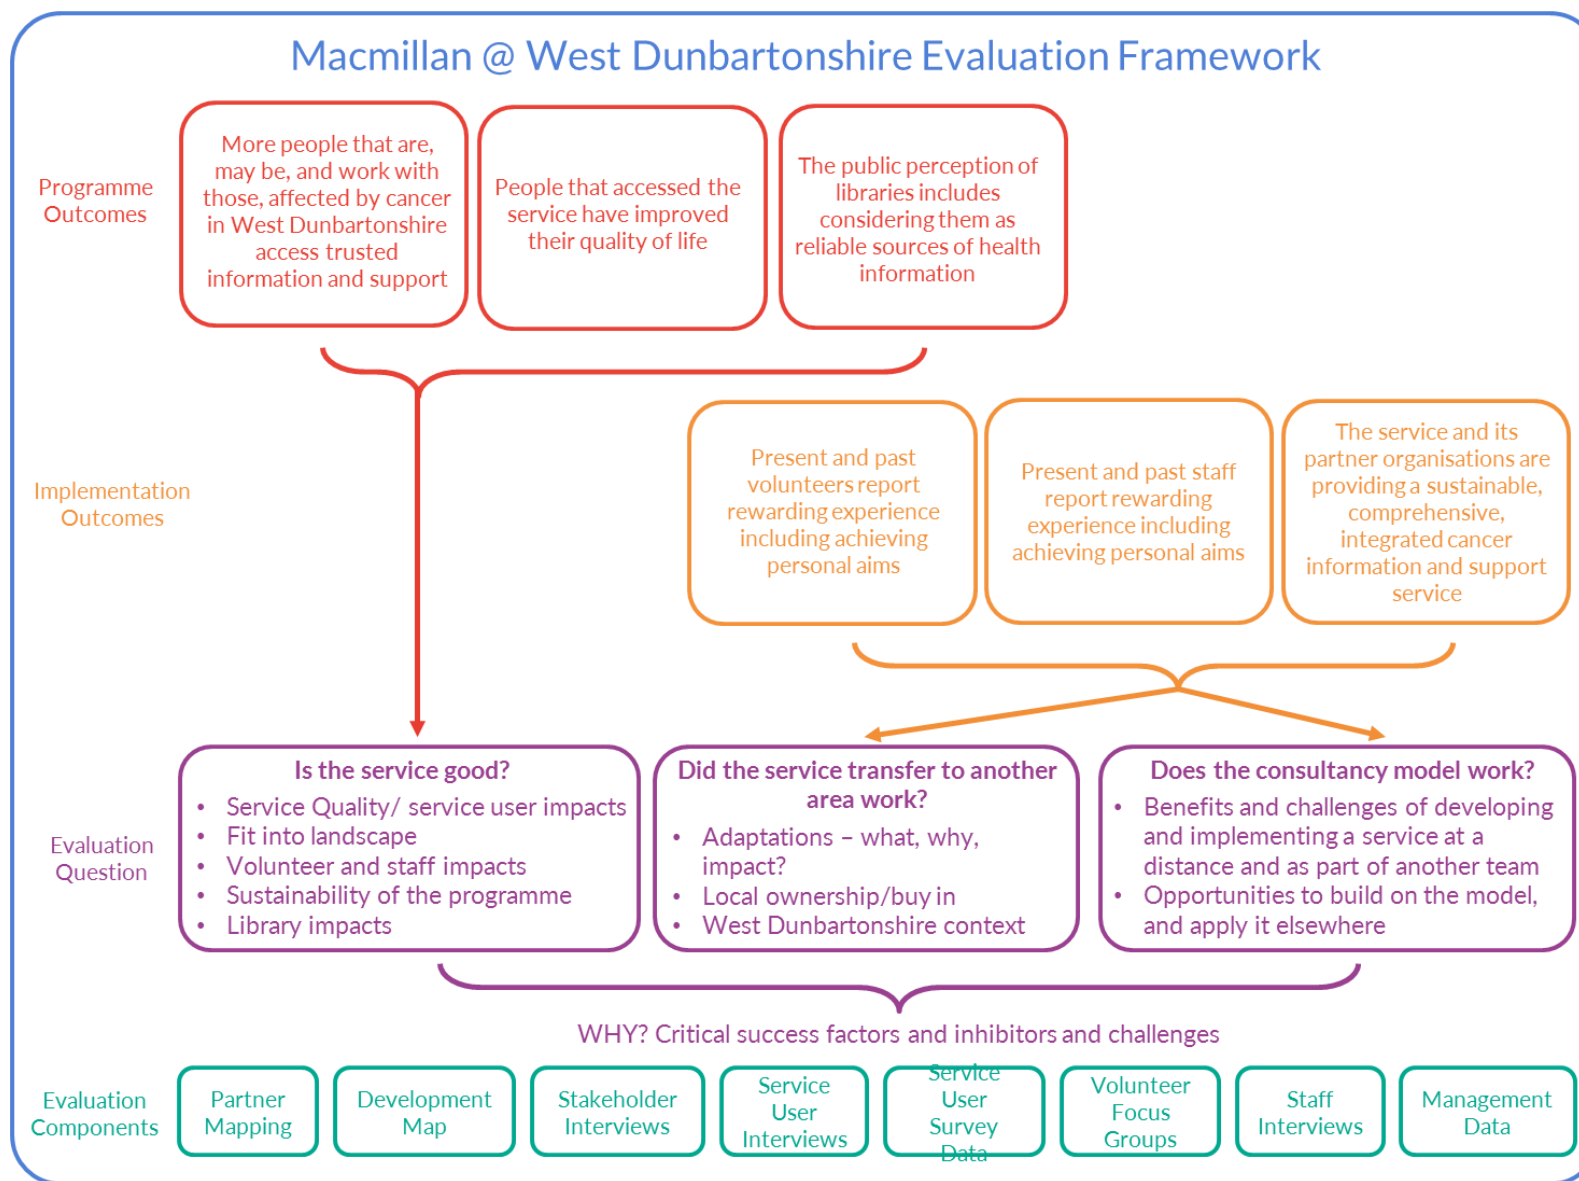 Macmillan @ West Dunbartonshire Evaluation Framework
Programme
Outcomes
More people that are,
may be, and work with
those, affected by cancer
in West Dunbartonshire
access trusted
information and support
People that accessed the
service have improved
their quality of life
The public perception of
libraries includes
considering them as
reliable sources of health
information
Implementation
Outcomes
Present and past
volunteers report
rewarding experience
including achieving
personal aims
Present and past staff
report rewarding
experience including
achieving personal aims
The service and its
partner organisations are
providing a sustainable,
comprehensive,
integrated cancer
information and support
service
Evaluation
Question
Is the service good?
• Service Quality/ service user impacts
• Fit into landscape
• Volunteer and staff impacts
• Sustainability of the programme
• Library impacts
Did the service transfer to another
area work?
• Adaptations – what, why,
impact?
• Local ownership/buy in
• West Dunbartonshire context
Does the consultancy model work?
• Benefits and challenges of developing
and implementing a service at a
distance and as part of another team
• Opportunities to build on the model,
and apply it elsewhere
WHY? Critical success factors and inhibitors and challenges
Evaluation
Components
Partner
Mapping
Development
Map
Stakeholder
Interviews
Service
User
Interviews
Service
User
Survey
Data
Volunteer
Focus
Groups
Staff
Interviews
Management
Data